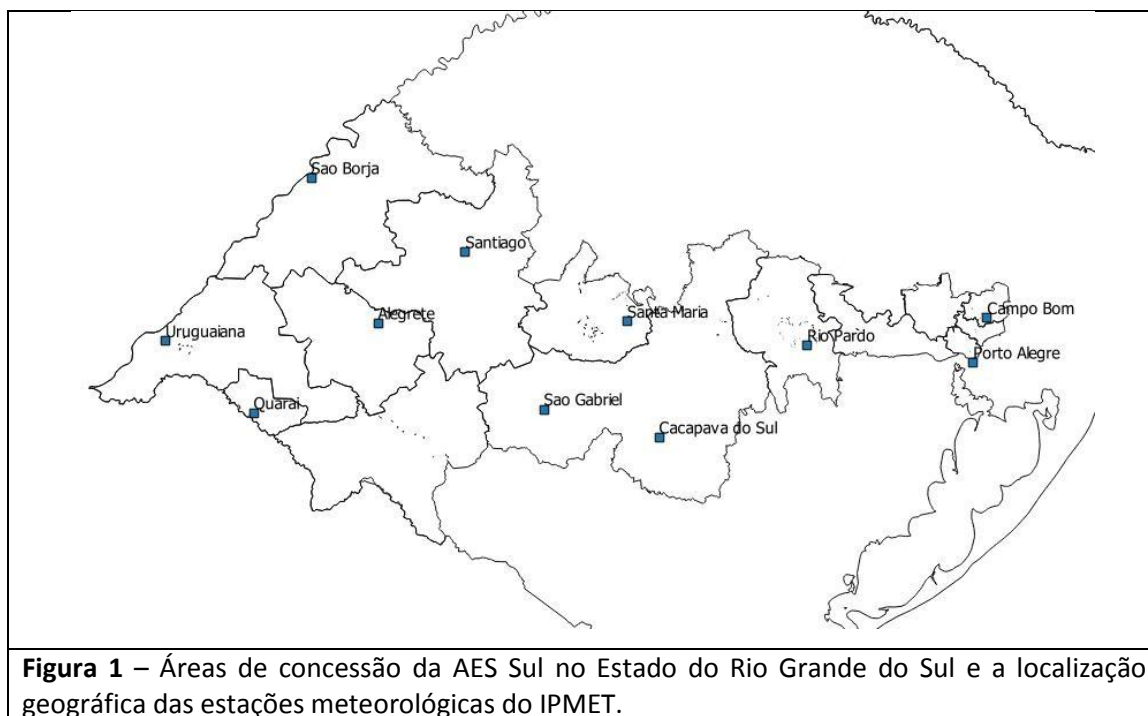 Sao Borja
Santiago
Alegrete
Santa Maria
Campo Bom
Uruguaiana
Rio Pardo
Porto Alegre
Quarai
Sao Gabriel
Cacapava do Sul
Figura 1 – Áreas de concessão da AES Sul no Estado do Rio Grande do Sul e a localização
geográfica das estações meteorológicas do IPMET.